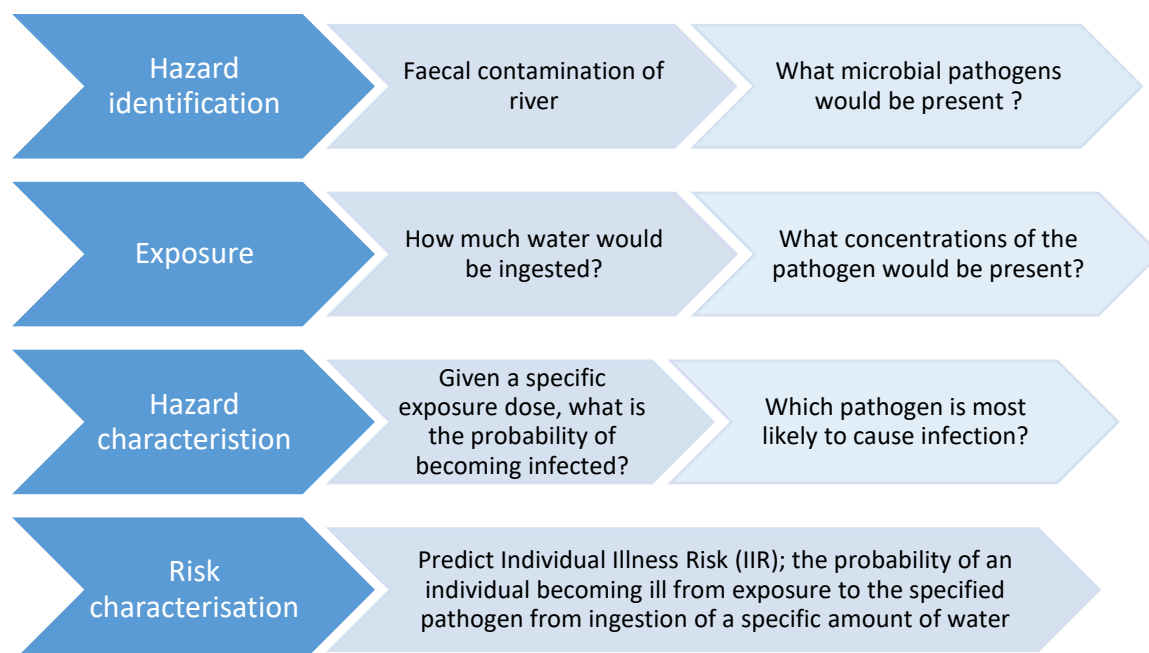 Hazard
identification
Faecal contamination of
river
What microbial pathogens
would be present ?
Exposure
How much water would
be ingested?
What concentrations of the
pathogen would be present?
Hazard
characteristion
Given a specific
exposure dose, what is
the probability of
becoming infected?
Which pathogen is most
likely to cause infection?
Risk
characterisation
Predict Individual Illness Risk (IIR); the probability of an
individual becoming ill from exposure to the specified
pathogen from ingestion of a specific amount of water